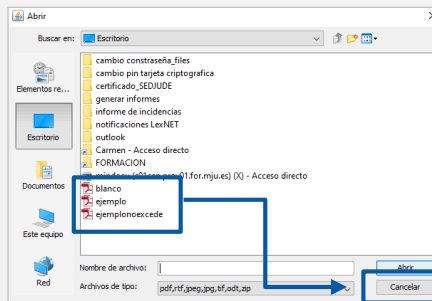 Abrir
Buscar en: Escritorio
cambio constraseña_files
cambio pin tarjeta criptografica
certificado_SEDJUDE
generar informes
informe de incidencias
notificaciones LexNET
outlook
Carmen - Acceso directo
FORMACION
(X) - Acceso directo
blanco
ejemplo
ejemplonoexcede
Elementos re...
Escritorio
Documentos
Este equipo
Red
Nombre de archivo:
Abrir
Archivos de tipo: pdf,rtf,jpeg,jpg,tif,odt,zip
Cancelar